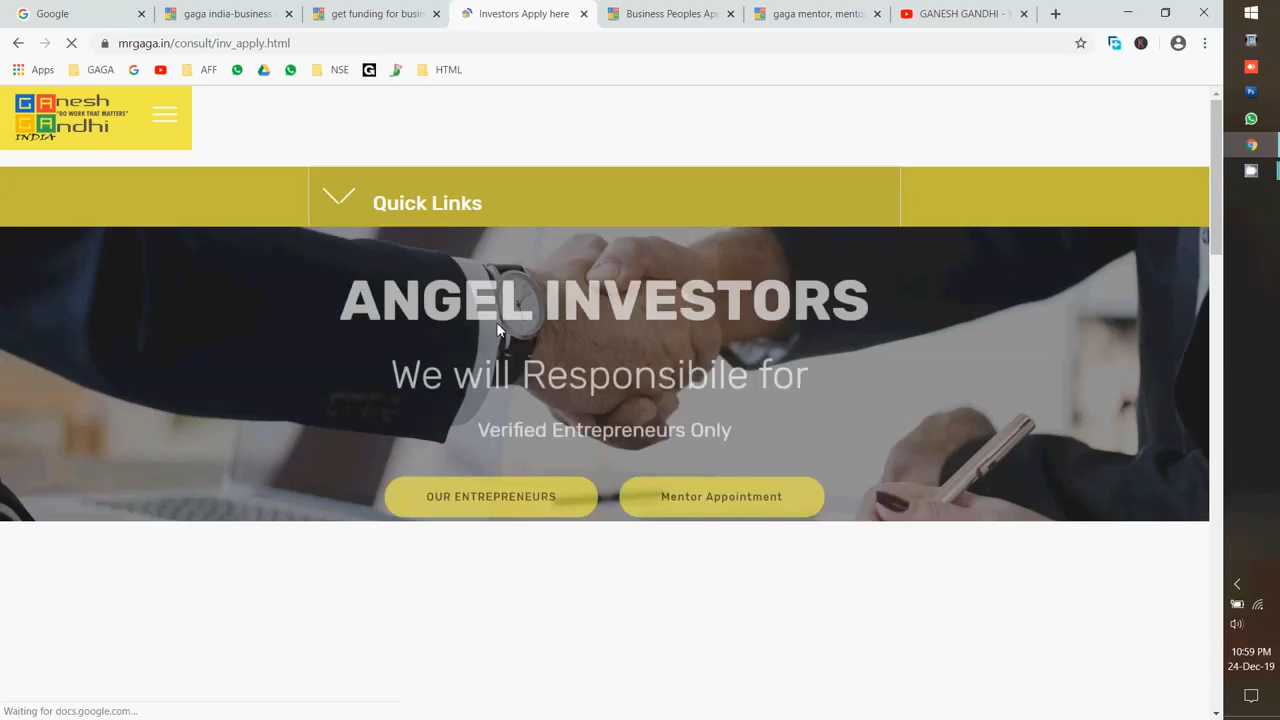 Ganesh
gaga india-business
get funding for busin
Investors Apply here
Business Peoples Ap
gaga mentor, mento
GANESH GANDHI - Y
mrgaga.in/consult/inv_apply.html
Apps
GAGA
AFF
NSE
HTML
GAnesh
"DO WORK THAT MATTERS"
GAndhi
INDIA
Quick Links
ANGEL INVESTORS
We will Responsibile for
Verified Entrepreneurs Only
OUR ENTREPRENEURS
Mentor Appointment
Waiting for docs.google.com...
10:59 PM
24-Dec-19